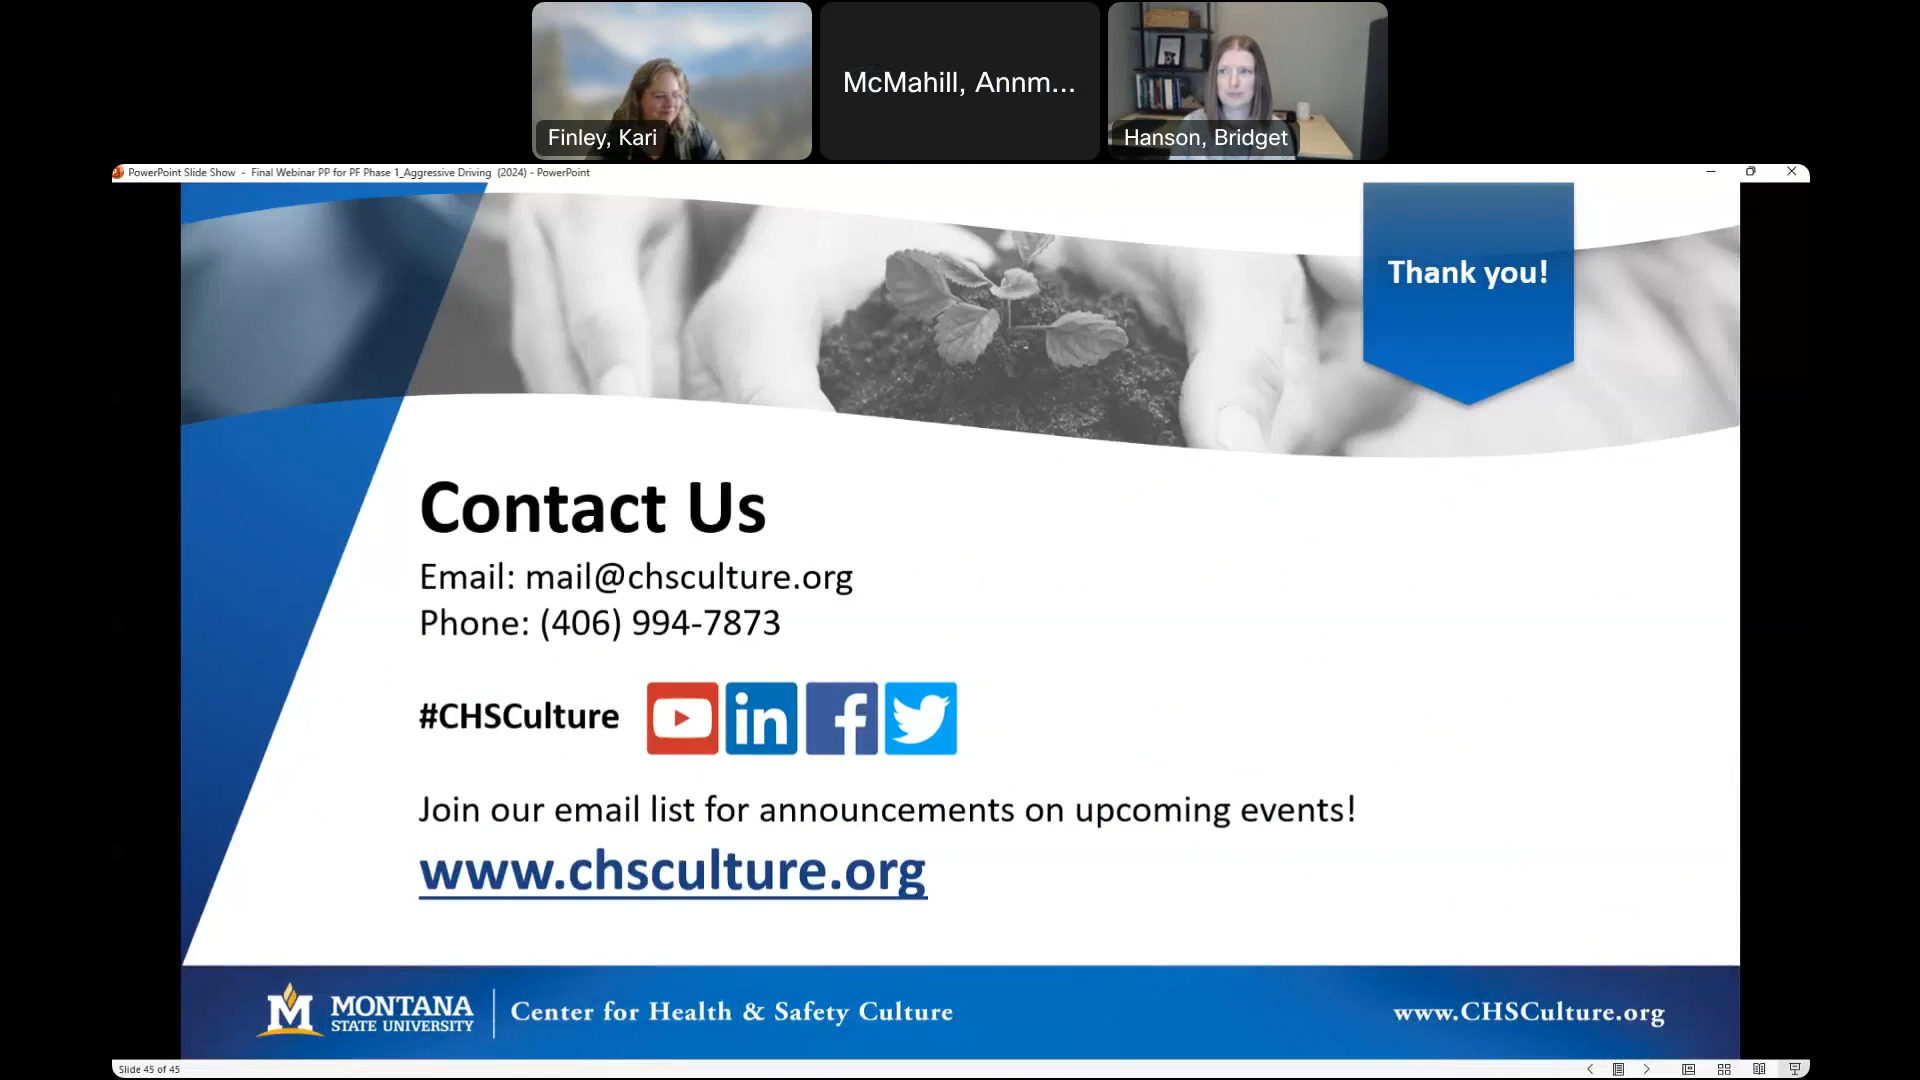 Finley, Kari
McMahill, Annm...
Hanson, Bridget
PowerPoint Slide Show - Final Webinar PP for PF Phase 1_Aggressive Driving (2024) - PowerPoint
Thank you!
Contact Us
Email: mail@chsculture.org
Phone: (406) 994-7873
#CHSCulture
in
f
Join our email list for announcements on upcoming events!
www.chsculture.org
M MONTANA
STATE UNIVERSITY
Center for Health & Safety Culture
www.CHSCulture.org
Slide 45 of 45